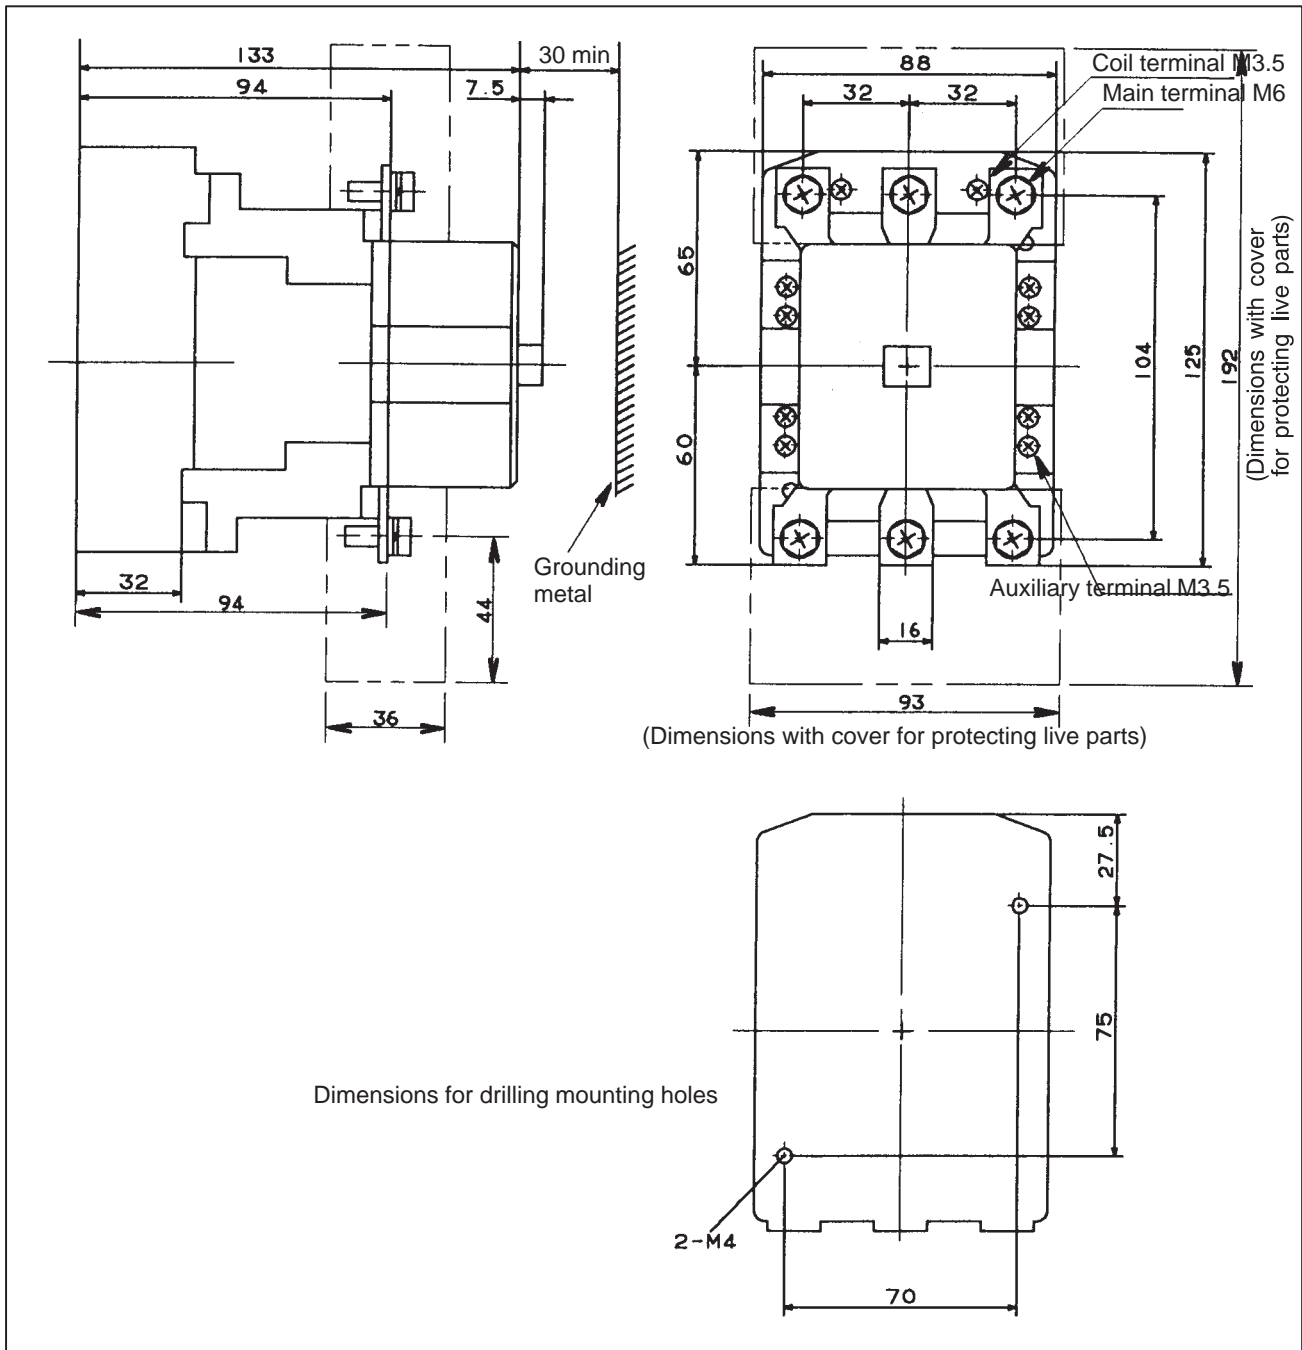 133
30 min
94
7.5
88
Coil terminal M3.5
32
32
Main terminal M6
65
60
104
125
192
(Dimensions with cover
for protecting live parts)
Grounding
metal
32
94
44
36
Auxiliary terminal M3.5
16
93
(Dimensions with cover for protecting live parts)
27.5
75
Dimensions for drilling mounting holes
2-M4
70